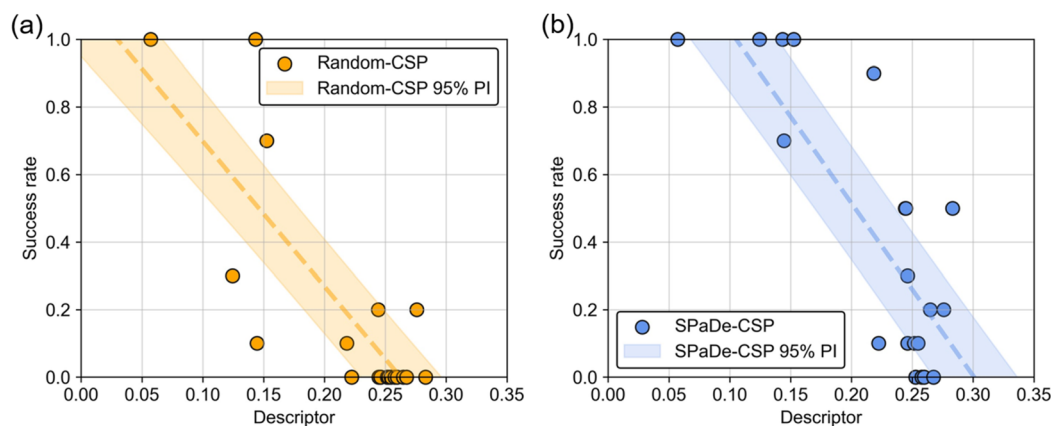 (a)
1.0
0.8
0.6
0.4
0.2
0.0
Success rate
Random-CSP
Random-CSP 95% PI
0.00 0.05 0.10 0.15 0.20 0.25 0.30 0.35
Descriptor
(b)
1.0
0.8
0.6
0.4
0.2
0.0
Success rate
SPaDe-CSP
SPaDe-CSP 95% PI
0.00 0.05 0.10 0.15 0.20 0.25 0.30 0.35
Descriptor